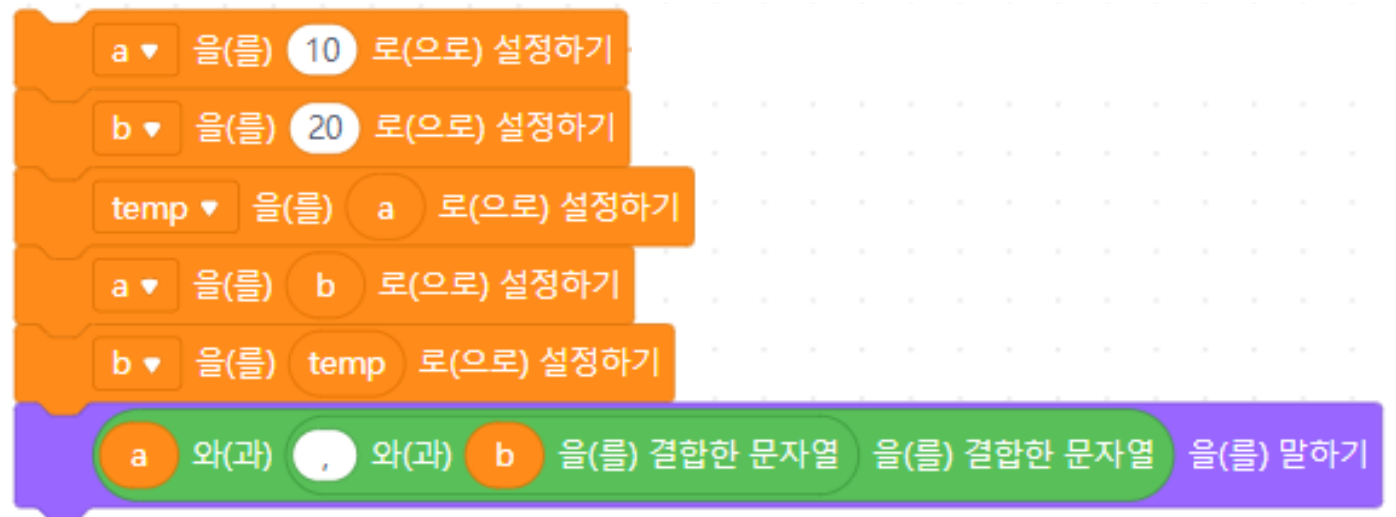 a ▼ 을(를) 10 로(으로) 설정하기
b ▼ 을(를) 20 로(으로) 설정하기
temp ▼ 을(를) a 로(으로) 설정하기
a ▼ 을(를) b 로(으로) 설정하기
b ▼ 을(를) temp 로(으로) 설정하기
a 와(과) , 와(과) b 을(를) 결합한 문자열 을(를) 결합한 문자열 을(를) 말하기